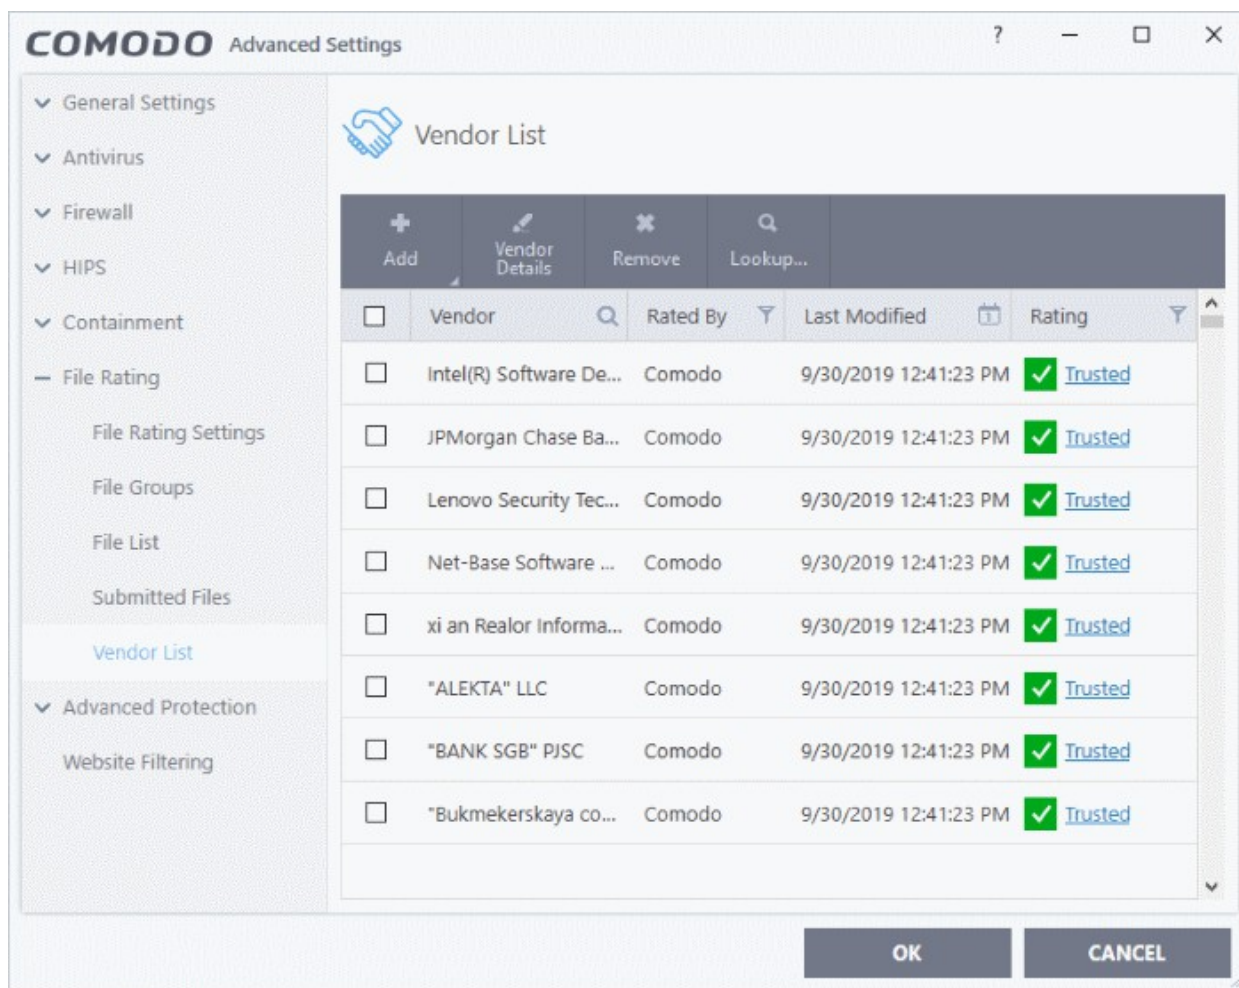 COMODO Advanced Settings ?
General Settings
Antivirus
Firewall
HIPS
Containment
File Rating
File Rating Settings
File Groups
File List
Submitted Files
Vendor List
Advanced Protection
Website Filtering
Vendor List
Add
Vendor
Details
Remove
Lookup...
Vendor Rated By Last Modified 1 Rating
Intel(R) Software De... Comodo 9/30/2019 12:41:23 PM Trusted
JPMorgan Chase Ba... Comodo 9/30/2019 12:41:23 PM Trusted
Lenovo Security Tec... Comodo 9/30/2019 12:41:23 PM Trusted
Net-Base Software ... Comodo 9/30/2019 12:41:23 PM Trusted
xi an Realor Informa... Comodo 9/30/2019 12:41:23 PM Trusted
"ALEKTA" LLC Comodo 9/30/2019 12:41:23 PM Trusted
"BANK SGB" PJSC Comodo 9/30/2019 12:41:23 PM Trusted
"Bukmekerskaya co... Comodo 9/30/2019 12:41:23 PM Trusted
OK CANCEL